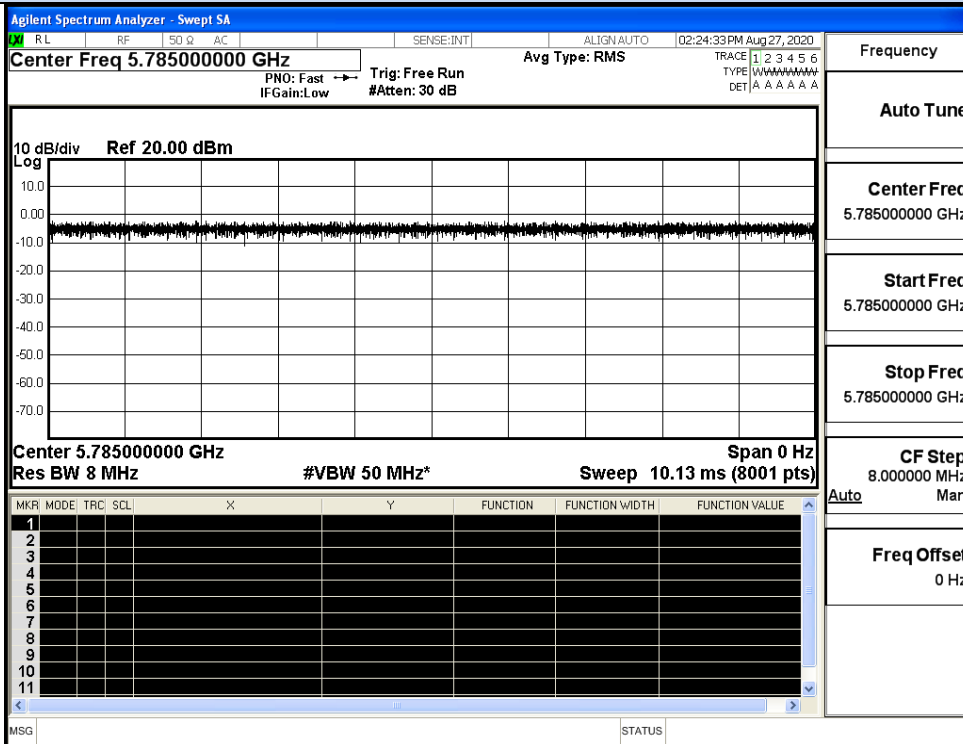 Agilent Spectrum Analyzer - Swept SA
LXI RL RF 50 Ω AC SENSE:INT ALIGN AUTO 02:24:33 PM Aug 27, 2020
Center Freq 5.785000000 GHz Avg Type: RMS TRACE 1 2 3 4 5 6
PNO: Fast Trig: Free Run TYPE WWWWWW
IFGain:Low #Atten: 30 dB DET A A A A A A
10 dB/div Ref 20.00 dBm
Log
10.0
0.00
-10.0
-20.0
-30.0
-40.0
-50.0
-60.0
-70.0
Center 5.785000000 GHz Span 0 Hz
Res BW 8 MHz #VBW 50 MHz* Sweep 10.13 ms (8001 pts)
MKR MODE TRC SCL X Y FUNCTION FUNCTION WIDTH FUNCTION VALUE
1
2
3
4
5
6
7
8
9
10
11
MSG STATUS
Frequency
Auto Tune
Center Freq
5.785000000 GHz
Start Freq
5.785000000 GHz
Stop Freq
5.785000000 GHz
CF Step
8.000000 MHz
Auto Man
Freq Offset
0 Hz